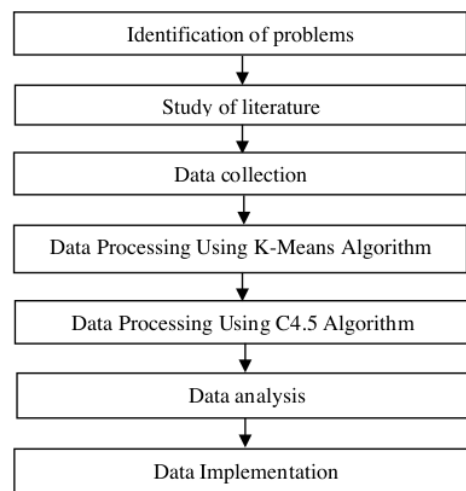 Identification of problems
Study of literature
Data collection
Data Processing Using K-Means Algorithm
Data Processing Using C4.5 Algorithm
Data analysis
Data Implementation